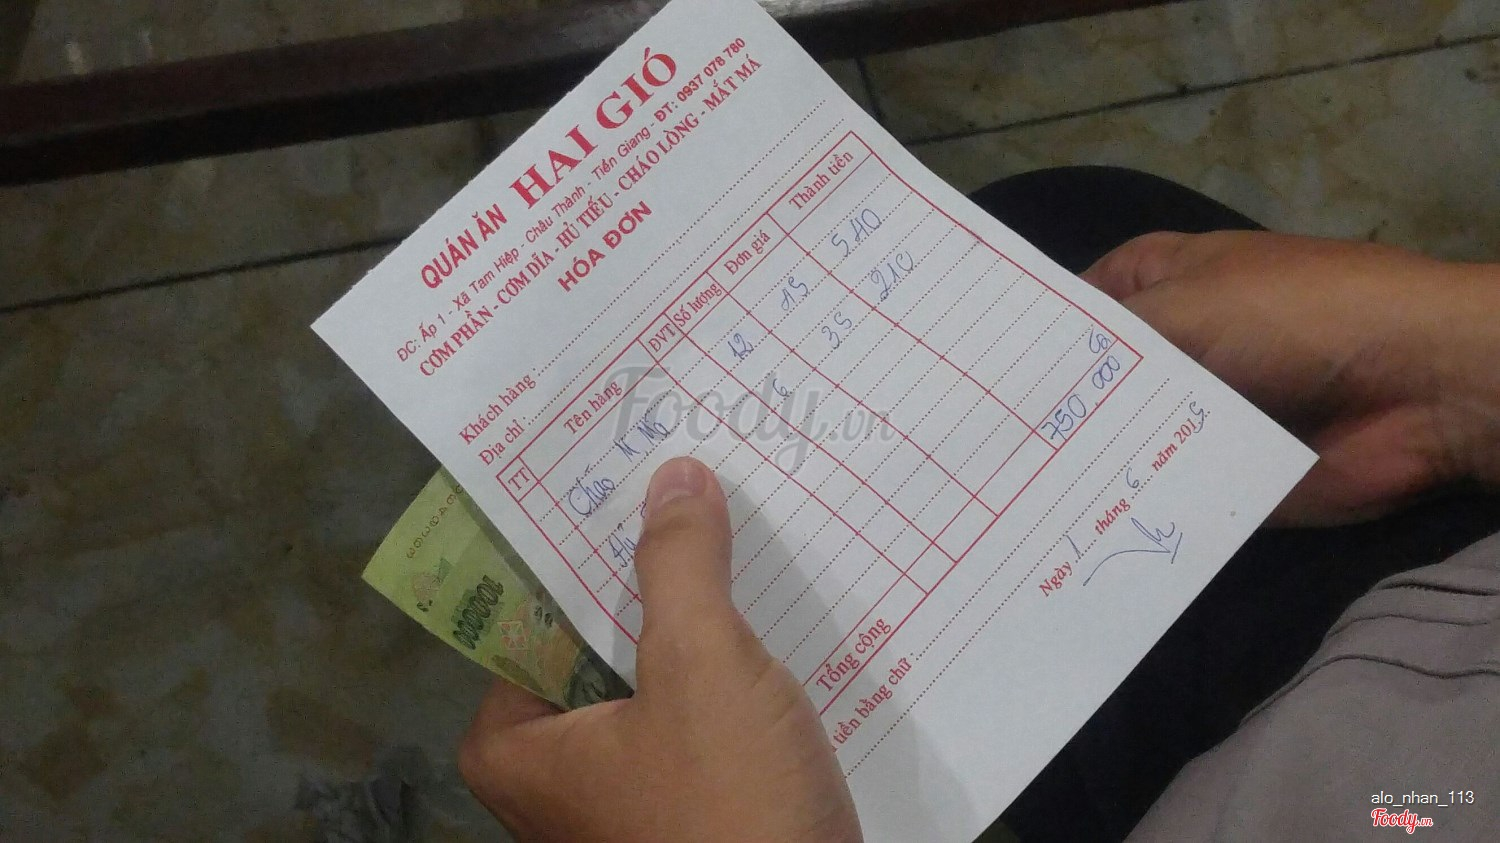 QUÁN ĂN HAI GIÓ
ĐC: Ấp 1 - Xã Tam Hiệp - Châu Thành - Tiền Giang - ĐT: 0937 078 780
CƠM PHẦN - CƠM DĨA - HỦ TIẾU - CHÁO LÒNG - MẮT MÁ
HÓA ĐƠN
Khách hàng :
Địa chỉ :
TT Tên hàng ĐVT Số lượng Đơn giá Thành tiền
Cháo 12 45 540
6 35 210
Tổng cộng 750.000
tiền bằng chữ :
Ngày 1 tháng 6 năm 2015.
100000
Foody.vn
alo_nhan_113
Foody.vn